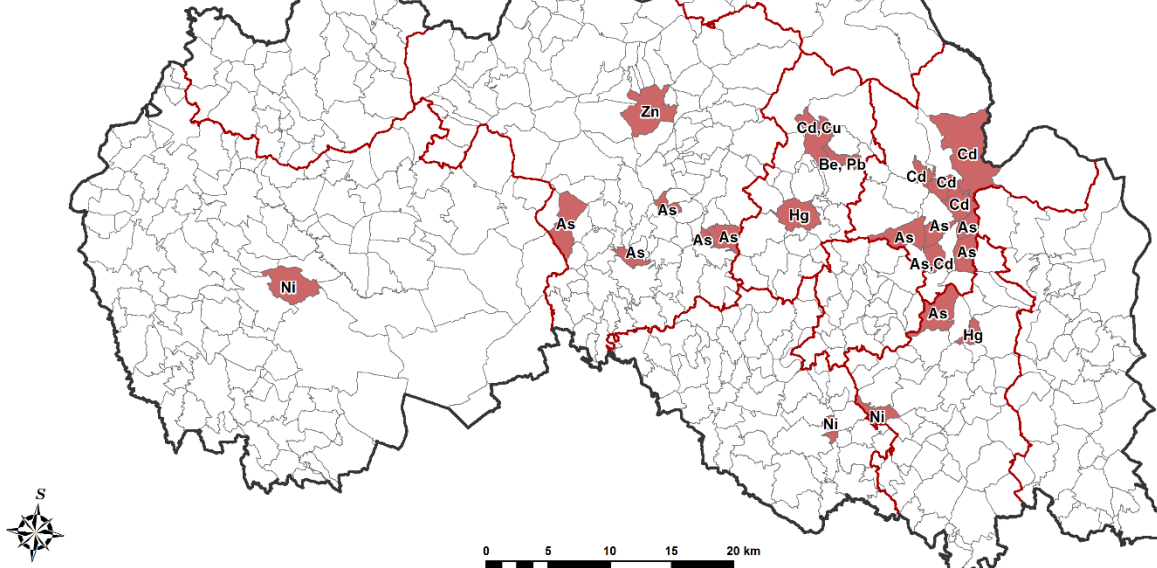 Zn
Cd,Cu
Be, Pb
Cd
Cd
Cd
Cd
As
As
Hg
As
As
As
As
As
As
As
As,Cd
Ni
As
Hg
Ni
Ni
S
0 5 10 15 20 km